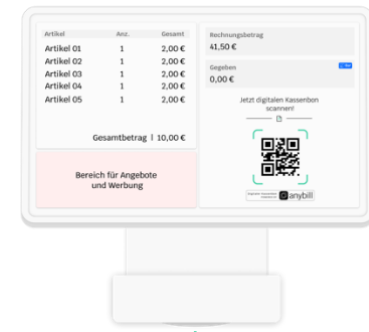 Artikel Anz. Gesamt
Artikel 01 1 2,00 €
Artikel 02 1 2,00 €
Artikel 03 1 2,00 €
Artikel 04 1 2,00 €
Artikel 05 1 2,00 €
Gesamtbetrag | 10,00 €
Bereich für Angebote
und Werbung
Rechnungsbetrag
41,50 €
Gegeben
0,00 €
Jetzt digitalen Kassenbon
scannen!
anybill